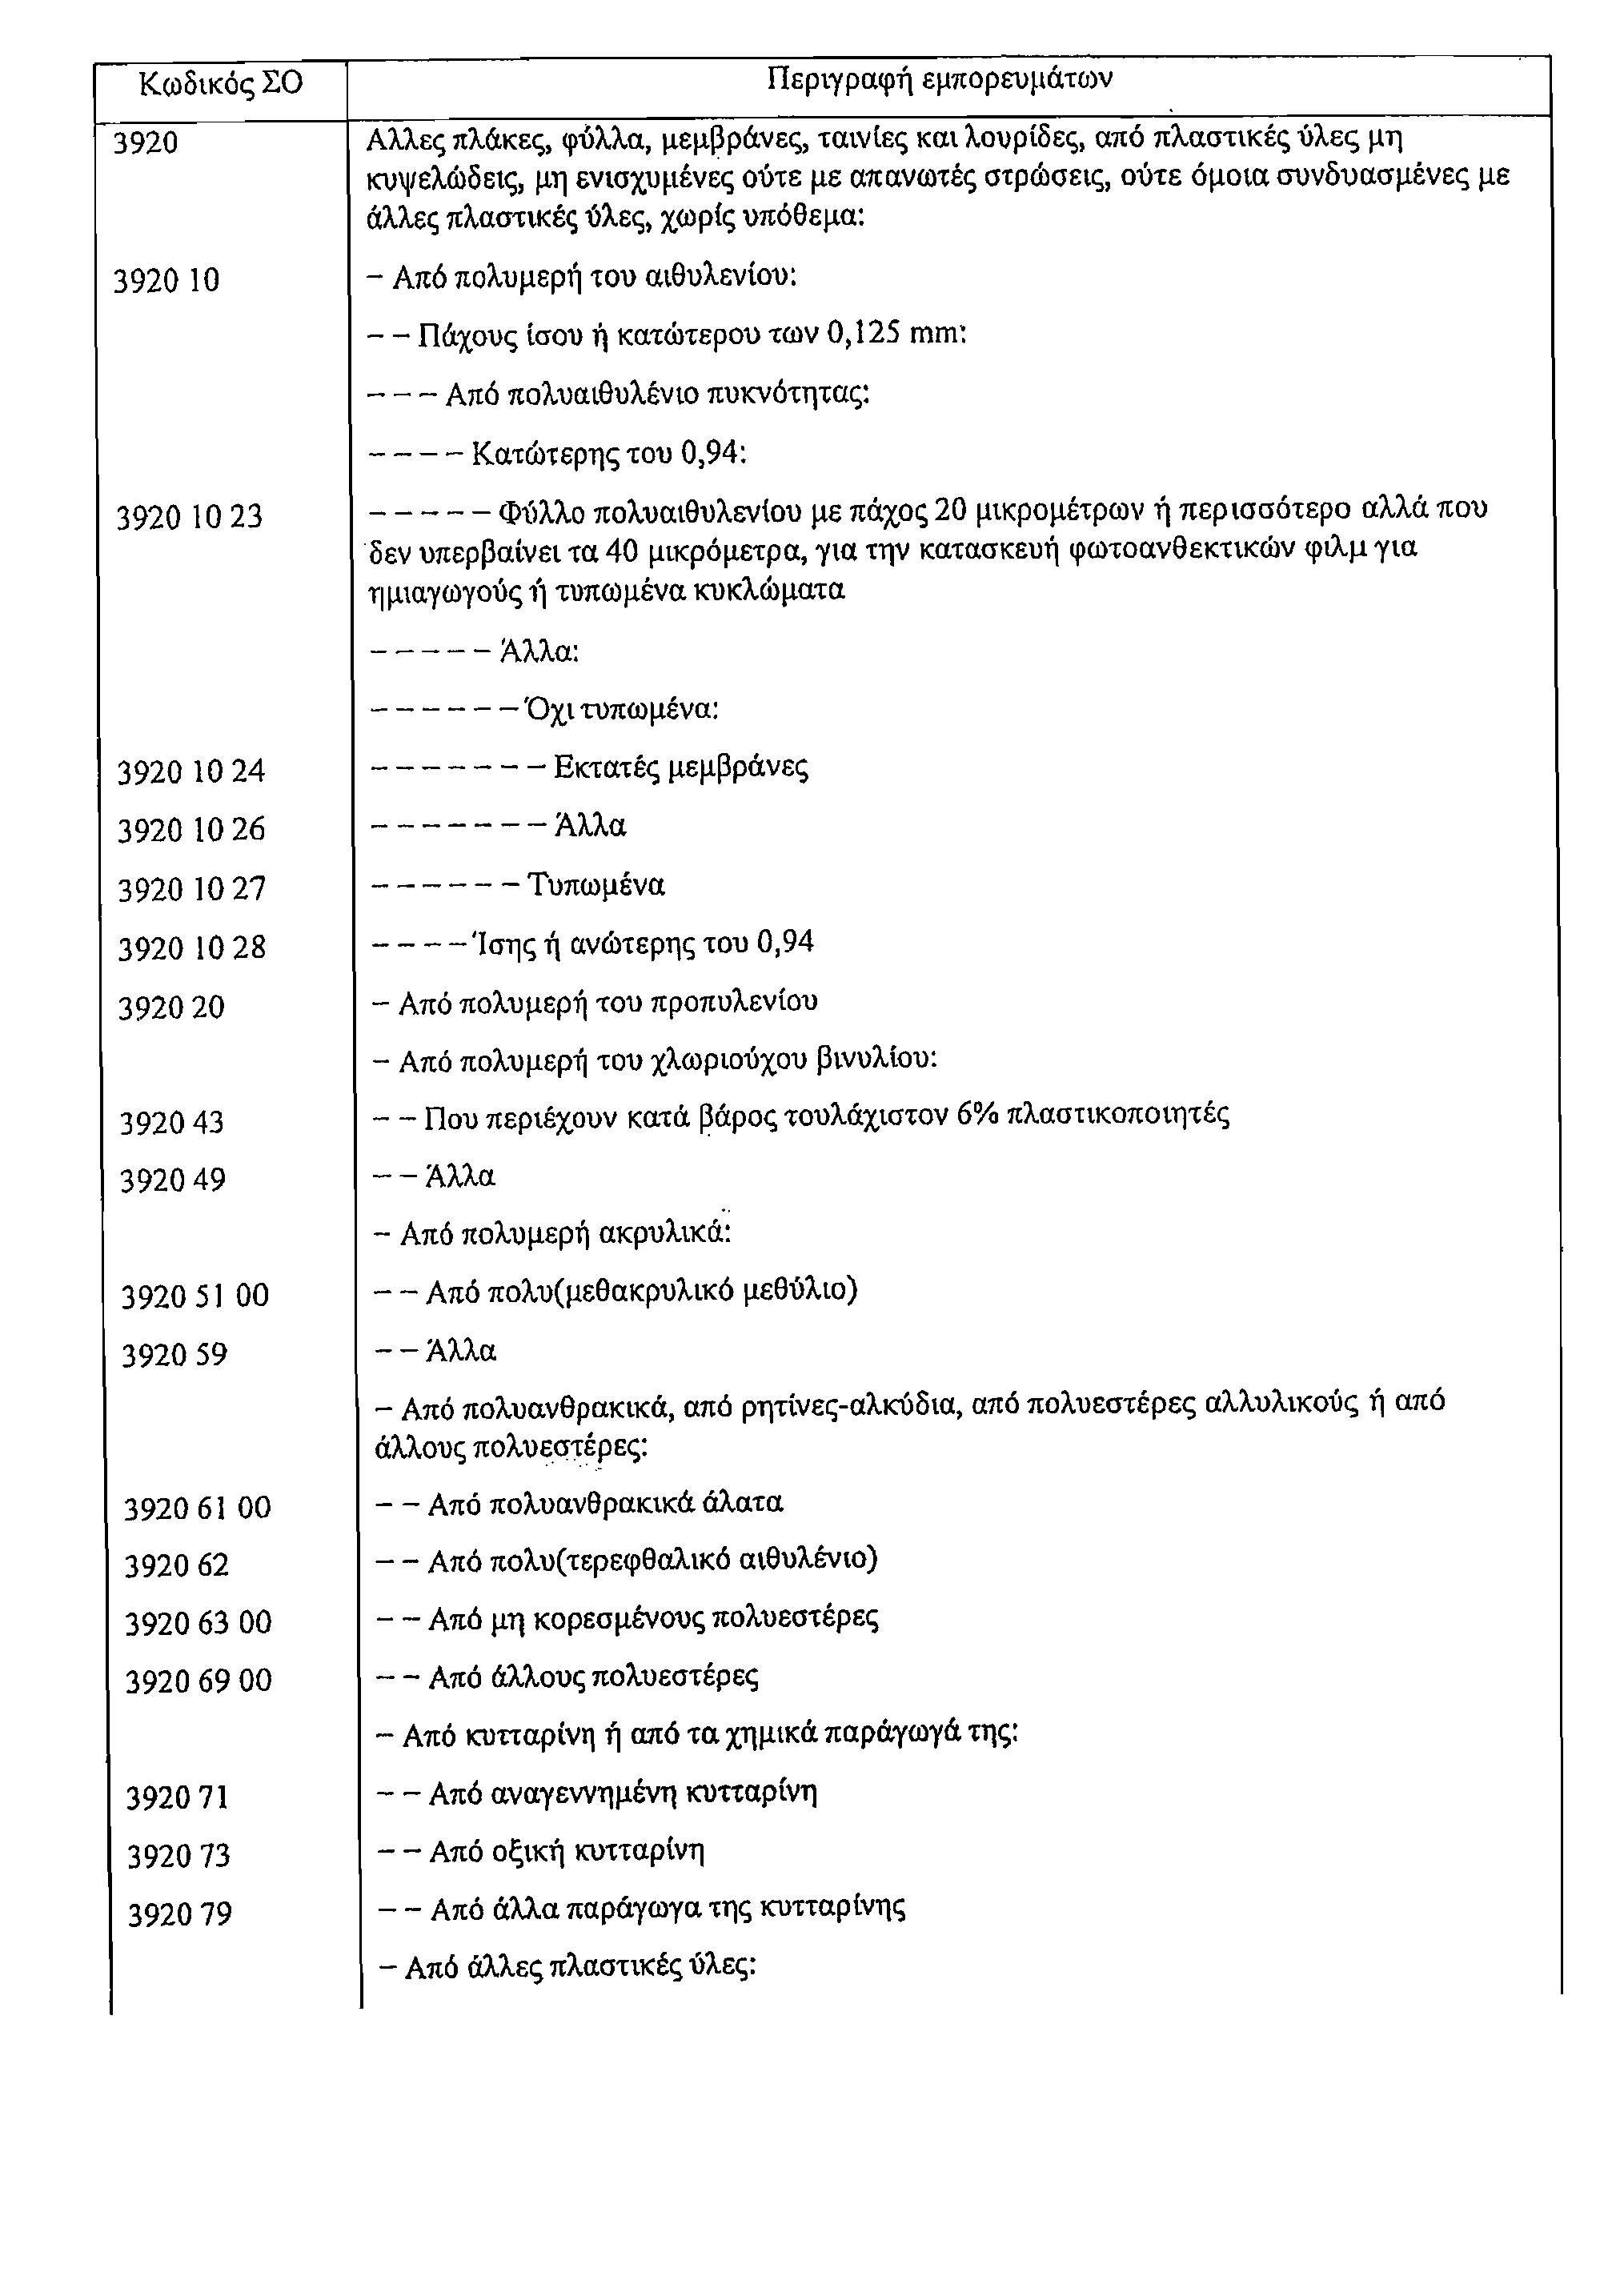 Κωδικός ΣΟ Περιγραφή εμπορευμάτων
3920 Αλλες πλάκες, φύλλα, μεμβράνες, ταινίες και λουρίδες, από πλαστικές ύλες μη
κυψελώδεις, μη ενισχυμένες ούτε με απανωτές στρώσεις, ούτε όμοια συνδυασμένες με
άλλες πλαστικές ύλες, χωρίς υπόθεμα:
3920 10 – Από πολυμερή του αιθυλενίου:
– – Πάχους ίσου ή κατώτερου των 0,125 mm:
– – – Από πολυαιθυλένιο πυκνότητας:
– – – – Κατώτερης του 0,94:
3920 10 23 – – – – – Φύλλο πολυαιθυλενίου με πάχος 20 μικρομέτρων ή περισσότερο αλλά που
δεν υπερβαίνει τα 40 μικρόμετρα, για την κατασκευή φωτοανθεκτικών φιλμ για
ημιαγωγούς ή τυπωμένα κυκλώματα
– – – – – Άλλα:
– – – – – – Όχι τυπωμένα:
3920 10 24 – – – – – – – Εκτατές μεμβράνες
3920 10 26 – – – – – – – Άλλα
3920 10 27 – – – – – – Τυπωμένα
3920 10 28 – – – – Ίσης ή ανώτερης του 0,94
3920 20 – Από πολυμερή του προπυλενίου
– Από πολυμερή του χλωριούχου βινυλίου:
3920 43 – – Που περιέχουν κατά βάρος τουλάχιστον 6% πλαστικοποιητές
3920 49 – – Άλλα
– Από πολυμερή ακρυλικά:
3920 51 00 – – Από πολυ(μεθακρυλικό μεθύλιο)
3920 59 – – Άλλα
– Από πολυανθρακικά, από ρητίνες-αλκύδια, από πολυεστέρες αλλυλικούς ή από
άλλους πολυεστέρες:
3920 61 00 – – Από πολυανθρακικά άλατα
3920 62 – – Από πολυ(τερεφθαλικό αιθυλένιο)
3920 63 00 – – Από μη κορεσμένους πολυεστέρες
3920 69 00 – – Από άλλους πολυεστέρες
– Από κυτταρίνη ή από τα χημικά παράγωγά της:
3920 71 – – Από αναγεννημένη κυτταρίνη
3920 73 – – Από οξική κυτταρίνη
3920 79 – – Από άλλα παράγωγα της κυτταρίνης
– Από άλλες πλαστικές ύλες: